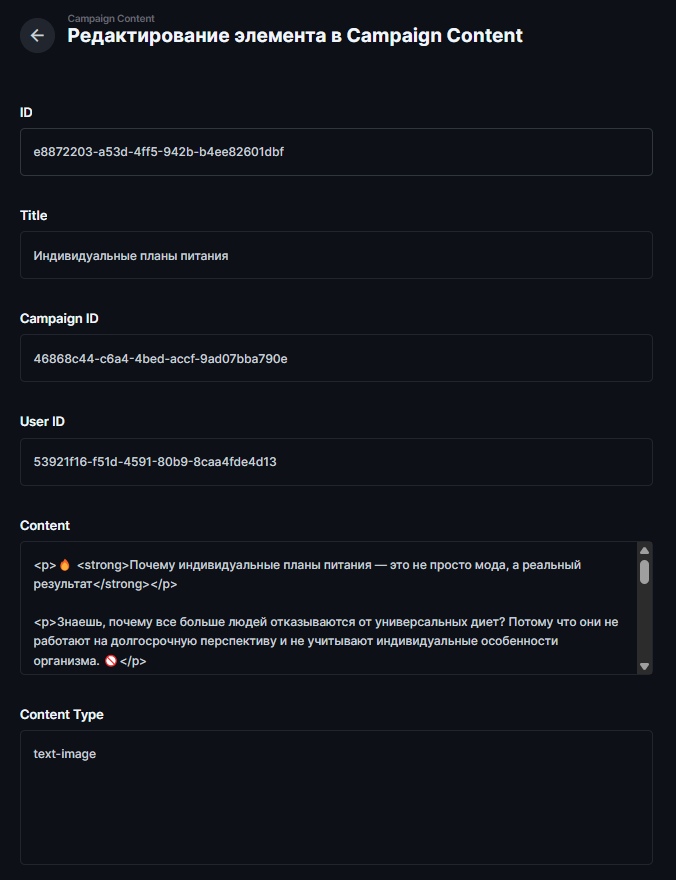 Campaign Content
Редактирование элемента в Campaign Content
ID
e8872203-a53d-4ff5-942b-b4ee82601dbf
Title
Индивидуальные планы питания
Campaign ID
46868c44-c6a4-4bed-accf-9ad07bba790e
User ID
53921f16-f51d-4591-80b9-8caa4fde4d13
Content
<p>🔥 <strong>Почему индивидуальные планы питания — это не просто мода, а реальный
результат</strong></p>
<p>Знаешь, почему все больше людей отказываются от универсальных диет? Потому что они не
работают на долгосрочную перспективу и не учитывают индивидуальные особенности
организма. 🚫</p>
Content Type
text-image